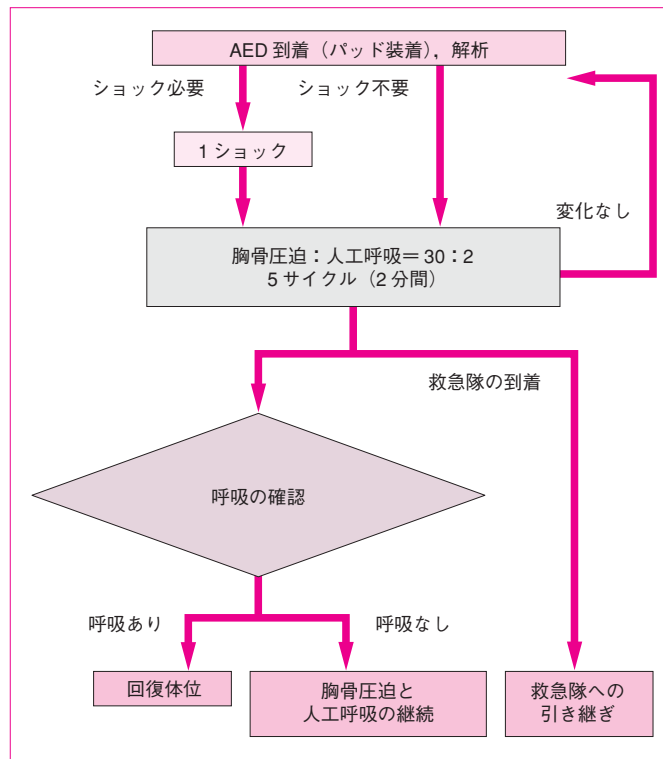 AED 到着（パッド装着），解析
ショック必要
ショック不要
1 ショック
変化なし
胸骨圧迫：人工呼吸＝ 30：2
5 サイクル（2 分間）
救急隊の到着
呼吸の確認
呼吸あり
呼吸なし
回復体位
胸骨圧迫と
人工呼吸の継続
救急隊への
引き継ぎ